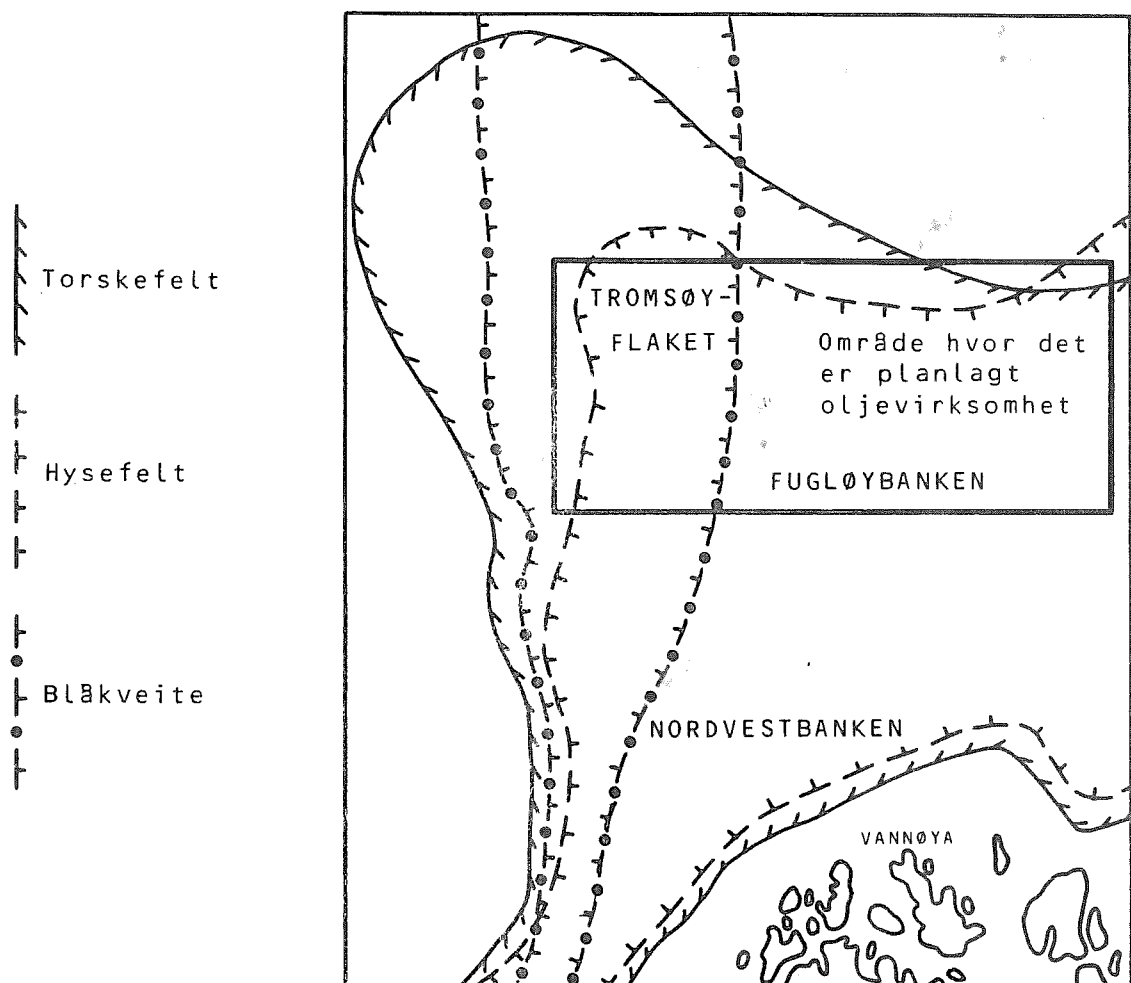 Torskefelt
Hysefelt
Blåkveite
TROMSØY-
FLAKET
Område hvor det
er planlagt
oljevirksomhet
FUGLØYBANKEN
NORDVESTBANKEN
VANNØYA